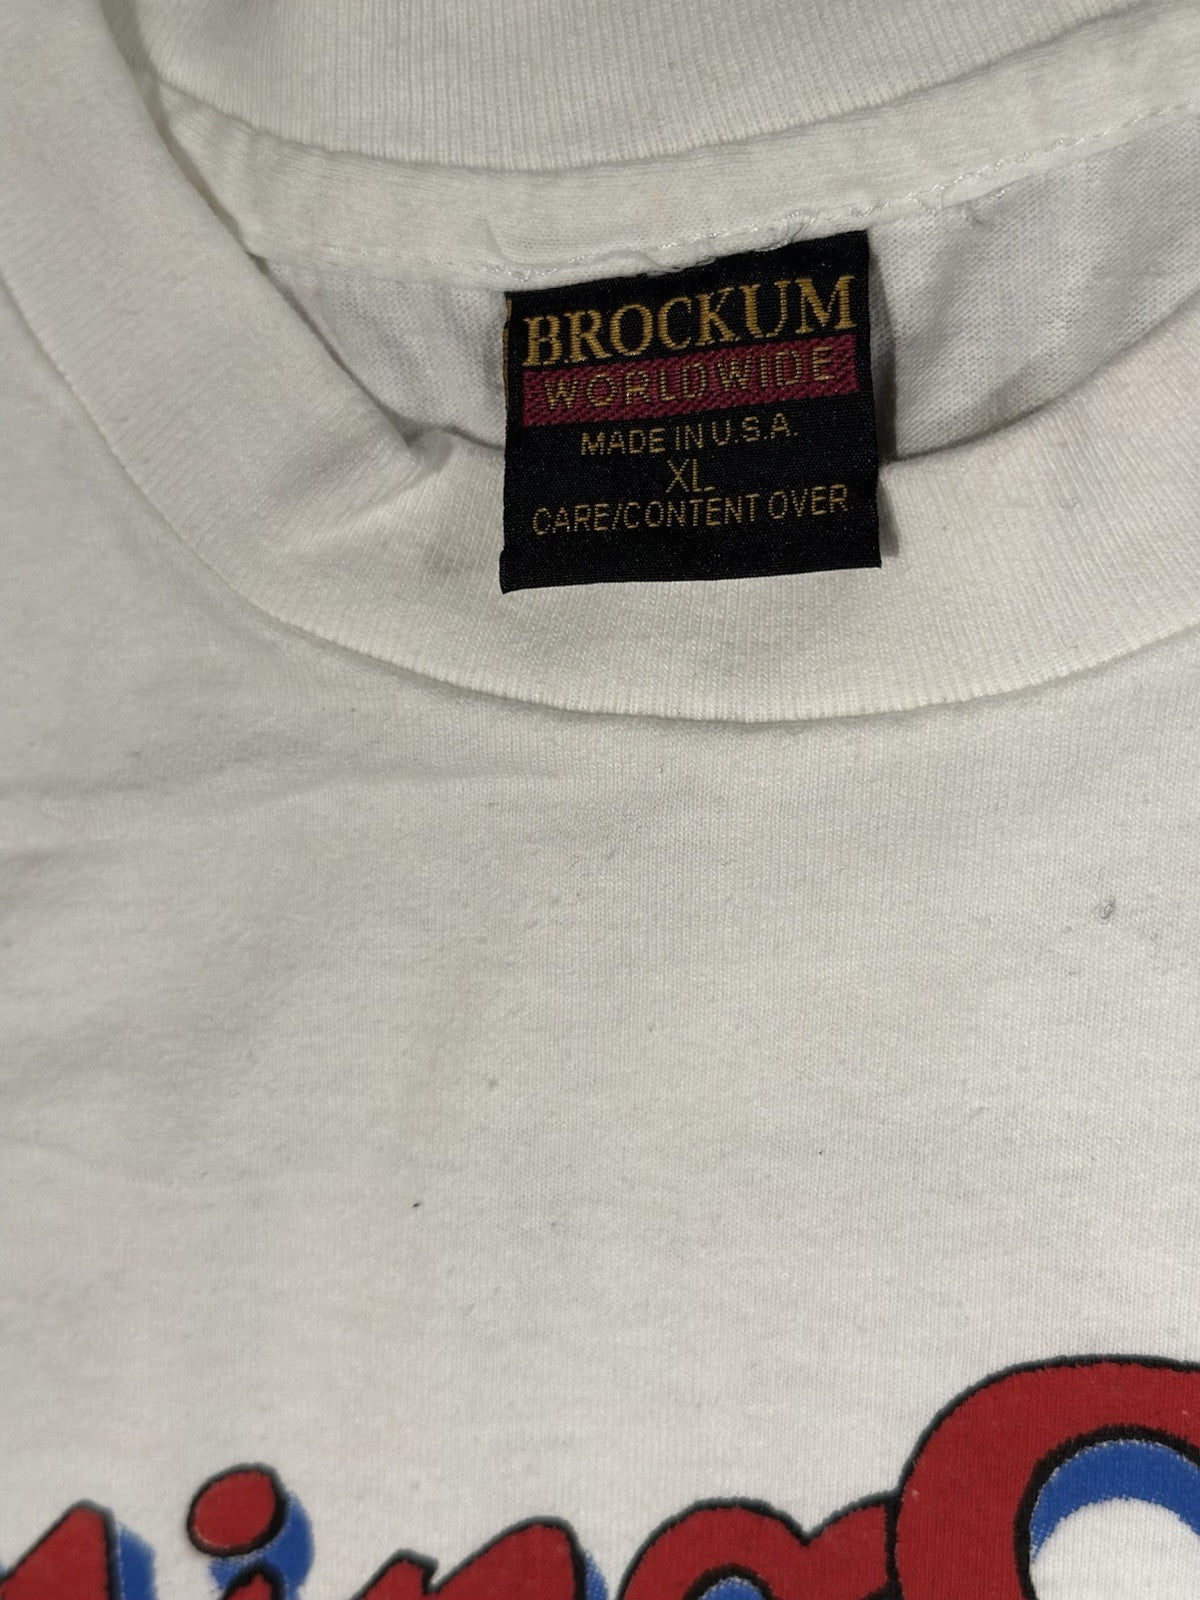 BROCKUM
WORLDWIDE
MADE IN U.S.A.
XL
CARE/CONTENT OVER